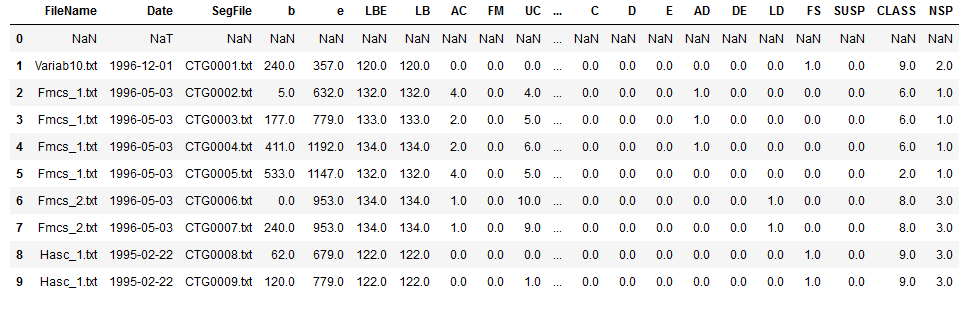 FileName Date SegFile b e LBE LB AC FM UC ... C D E AD DE LD FS SUSP CLASS NSP
0 NaN NaT NaN NaN NaN NaN NaN NaN NaN NaN ... NaN NaN NaN NaN NaN NaN NaN NaN NaN NaN
1 Variab10.txt 1996-12-01 CTG0001.txt 240.0 357.0 120.0 120.0 0.0 0.0 0.0 ... 0.0 0.0 0.0 0.0 0.0 0.0 1.0 0.0 9.0 2.0
2 Fmcs_1.txt 1996-05-03 CTG0002.txt 5.0 632.0 132.0 132.0 4.0 0.0 4.0 ... 0.0 0.0 0.0 1.0 0.0 0.0 0.0 0.0 6.0 1.0
3 Fmcs_1.txt 1996-05-03 CTG0003.txt 177.0 779.0 133.0 133.0 2.0 0.0 5.0 ... 0.0 0.0 0.0 1.0 0.0 0.0 0.0 0.0 6.0 1.0
4 Fmcs_1.txt 1996-05-03 CTG0004.txt 411.0 1192.0 134.0 134.0 2.0 0.0 6.0 ... 0.0 0.0 0.0 1.0 0.0 0.0 0.0 0.0 6.0 1.0
5 Fmcs_1.txt 1996-05-03 CTG0005.txt 533.0 1147.0 132.0 132.0 4.0 0.0 5.0 ... 0.0 0.0 0.0 0.0 0.0 0.0 0.0 0.0 2.0 1.0
6 Fmcs_2.txt 1996-05-03 CTG0006.txt 0.0 953.0 134.0 134.0 1.0 0.0 10.0 ... 0.0 0.0 0.0 0.0 0.0 1.0 0.0 0.0 8.0 3.0
7 Fmcs_2.txt 1996-05-03 CTG0007.txt 240.0 953.0 134.0 134.0 1.0 0.0 9.0 ... 0.0 0.0 0.0 0.0 0.0 1.0 0.0 0.0 8.0 3.0
8 Hasc_1.txt 1995-02-22 CTG0008.txt 62.0 679.0 122.0 122.0 0.0 0.0 0.0 ... 0.0 0.0 0.0 0.0 0.0 0.0 1.0 0.0 9.0 3.0
9 Hasc_1.txt 1995-02-22 CTG0009.txt 120.0 779.0 122.0 122.0 0.0 0.0 1.0 ... 0.0 0.0 0.0 0.0 0.0 0.0 1.0 0.0 9.0 3.0